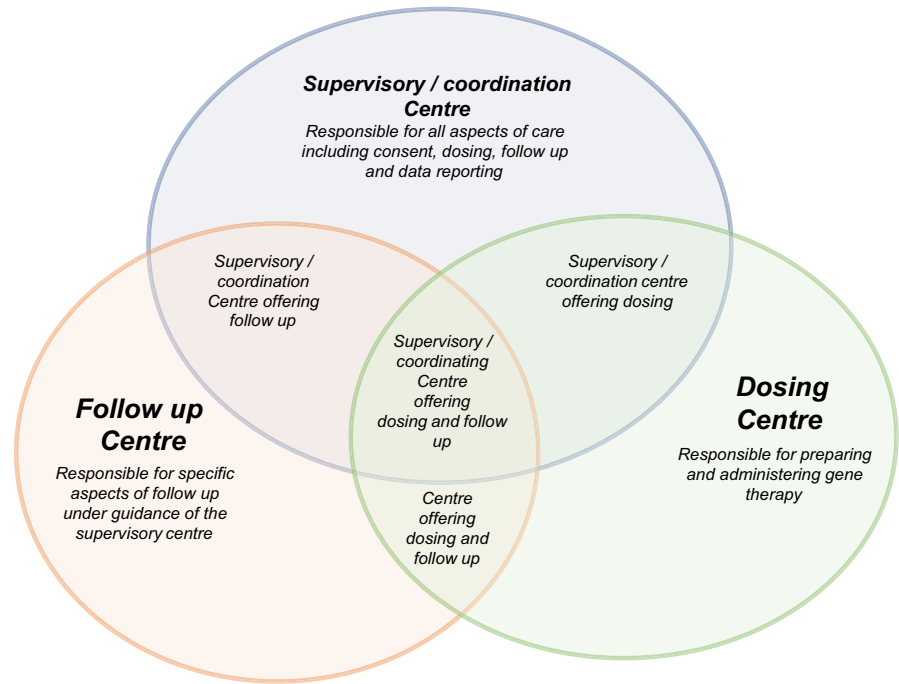 Supervisory / coordination
Centre
Responsible for all aspects of care
including consent, dosing, follow up
and data reporting
Supervisory /
coordination
Centre offering
follow up
Supervisory /
coordination centre
offering dosing
Supervisory /
coordinating
Centre
offering
dosing and follow
up
Follow up
Centre
Responsible for specific
aspects of follow up
under guidance of the
supervisory centre
Dosing
Centre
Responsible for preparing
and administering gene
therapy
Centre
offering
dosing and
follow up